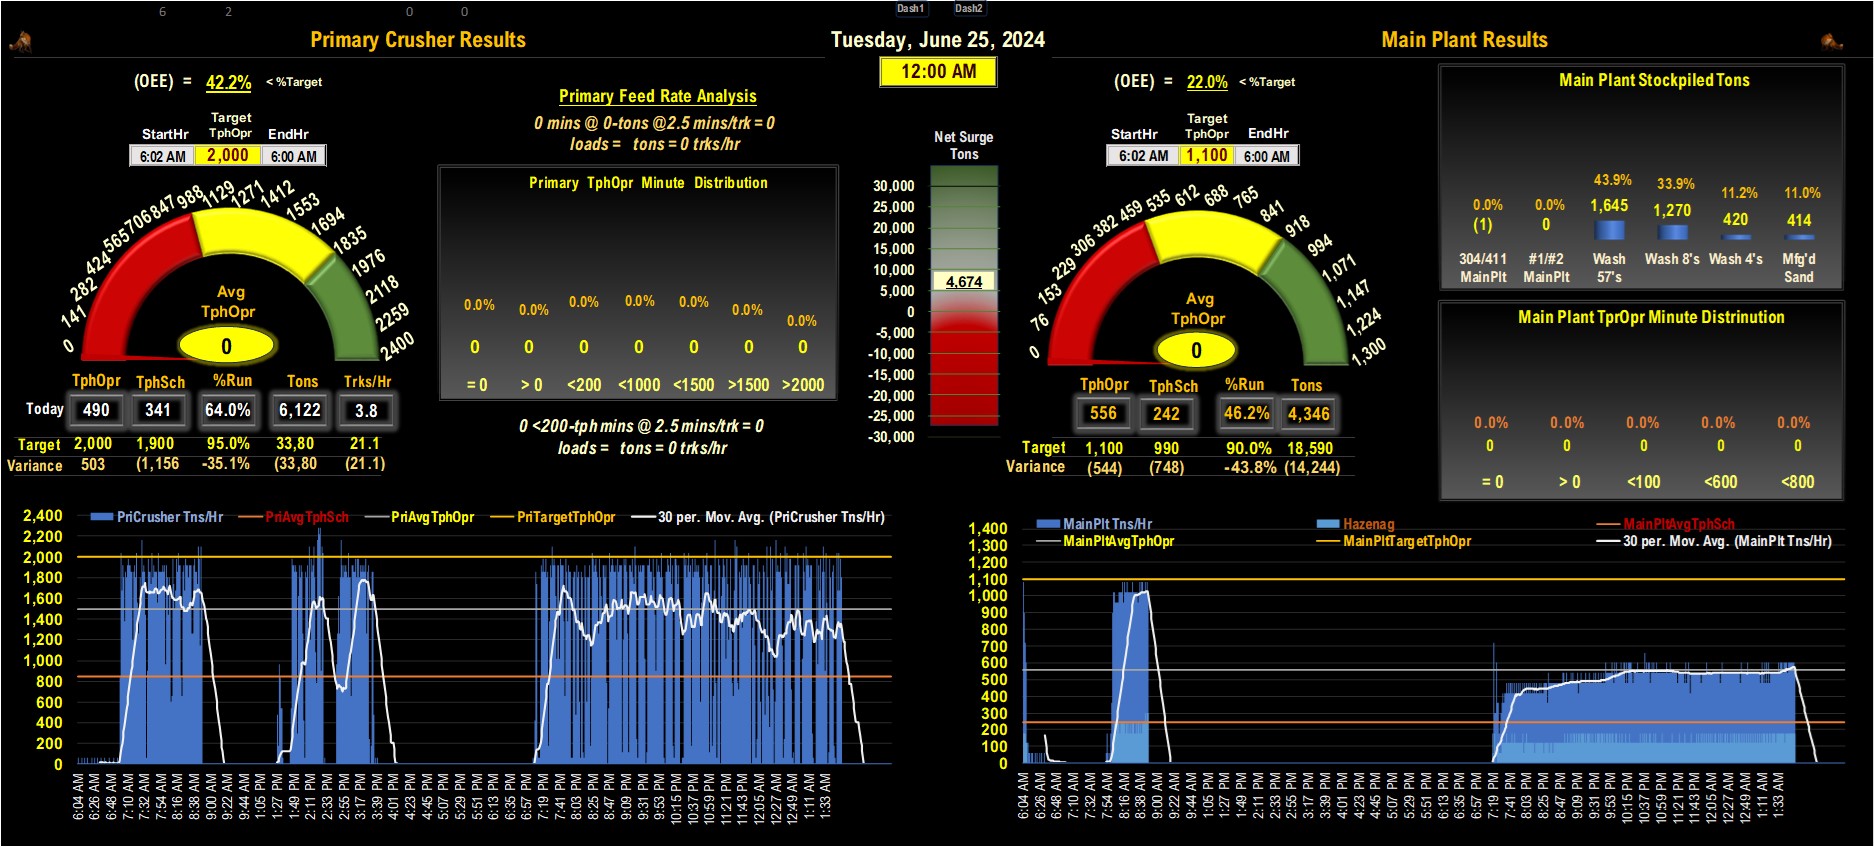 6 2 0 0 Dash1 Dash2
Primary Crusher Results
Tuesday, June 25, 2024
12:00 AM
Main Plant Results
(OEE) = 42.2% < %Target
Target
StartHr TphOpr EndHr
6:02 AM 2,000 6:00 AM
0 141 282 424 565 706 847 988 1129 1271 1412 1553 1694 1835 1976 2118 2259 2400
Avg
TphOpr
0
TphOpr TphSch %Run Tons Trks/Hr
Today 490 341 64.0% 6,122 3.8
Target 2,000 1,900 95.0% 33,80 21.1
Variance 503 (1,156 -35.1% (33,80 (21.1)
Primary Feed Rate Analysis
0 mins @ 0-tons @2.5 mins/trk = 0
loads = tons = 0 trks/hr
Primary TphOpr Minute Distribution
0.0% 0.0% 0.0% 0.0% 0.0% 0.0% 0.0%
0 0 0 0 0 0 0
= 0 > 0 <200 <1000 <1500 >1500 >2000
0 <200-tph mins @ 2.5 mins/trk = 0
loads = tons = 0 trks/hr
Net Surge
Tons
30,000
25,000
20,000
15,000
10,000
4,674
5,000
0
-5,000
-10,000
-15,000
-20,000
-25,000
-30,000
(OEE) = 22.0% < %Target
Target
StartHr TphOpr EndHr
6:02 AM 1,100 6:00 AM
0 76 153 229 306 382 459 535 612 688 765 841 918 994 1,071 1,147 1,224 1,300
Avg
TphOpr
0
TphOpr TphSch %Run Tons
556 242 46.2% 4,346
Target 1,100 990 90.0% 18,590
Variance (544) (748) -43.8% (14,244)
Main Plant Stockpiled Tons
0.0% 0.0% 43.9% 33.9% 11.2% 11.0%
(1) 0 1,645 1,270 420 414
304/411 #1/#2 Wash Wash 8's Wash 4's Mfg'd
MainPlt MainPlt 57's Sand
Main Plant TprOpr Minute Distrinution
0.0% 0.0% 0.0% 0.0% 0.0%
0 0 0 0 0
= 0 > 0 <100 <600 <800
PriCrusher Tns/Hr PriAvgTphSch PriAvgTphOpr PriTargetTphOpr 30 per. Mov. Avg. (PriCrusher Tns/Hr)
2,400
2,200
2,000
1,800
1,600
1,400
1,200
1,000
800
600
400
200
0
6:04 AM 6:26 AM 6:48 AM 7:10 AM 7:32 AM 7:54 AM 8:16 AM 8:38 AM 9:00 AM 9:22 AM 9:44 AM 1:05 PM 1:27 PM 1:49 PM 2:11 PM 2:33 PM 2:55 PM 3:17 PM 3:39 PM 4:01 PM 4:23 PM 4:45 PM 5:07 PM 5:29 PM 5:51 PM 6:13 PM 6:35 PM 6:57 PM 7:19 PM 7:41 PM 8:03 PM 8:25 PM 8:47 PM 9:09 PM 9:31 PM 9:53 PM 10:15 PM 10:37 PM 10:59 PM 11:21 PM 11:43 PM 12:05 AM 12:27 AM 12:49 AM 1:11 AM 1:33 AM
MainPlt Tns/Hr Hazenag MainPltAvgTphSch
MainPltAvgTphOpr MainPltTargetTphOpr 30 per. Mov. Avg. (MainPlt Tns/Hr)
1,400
1,300
1,200
1,100
1,000
900
800
700
600
500
400
300
200
100
0
6:04 AM 6:26 AM 6:48 AM 7:10 AM 7:32 AM 7:54 AM 8:16 AM 8:38 AM 9:00 AM 9:22 AM 9:44 AM 1:05 PM 1:27 PM 1:49 PM 2:11 PM 2:33 PM 2:55 PM 3:17 PM 3:39 PM 4:01 PM 4:23 PM 4:45 PM 5:07 PM 5:29 PM 5:51 PM 6:13 PM 6:35 PM 6:57 PM 7:19 PM 7:41 PM 8:03 PM 8:25 PM 8:47 PM 9:09 PM 9:31 PM 9:53 PM 10:15 PM 10:37 PM 10:59 PM 11:21 PM 11:43 PM 12:05 AM 12:27 AM 12:49 AM 1:11 AM 1:33 AM